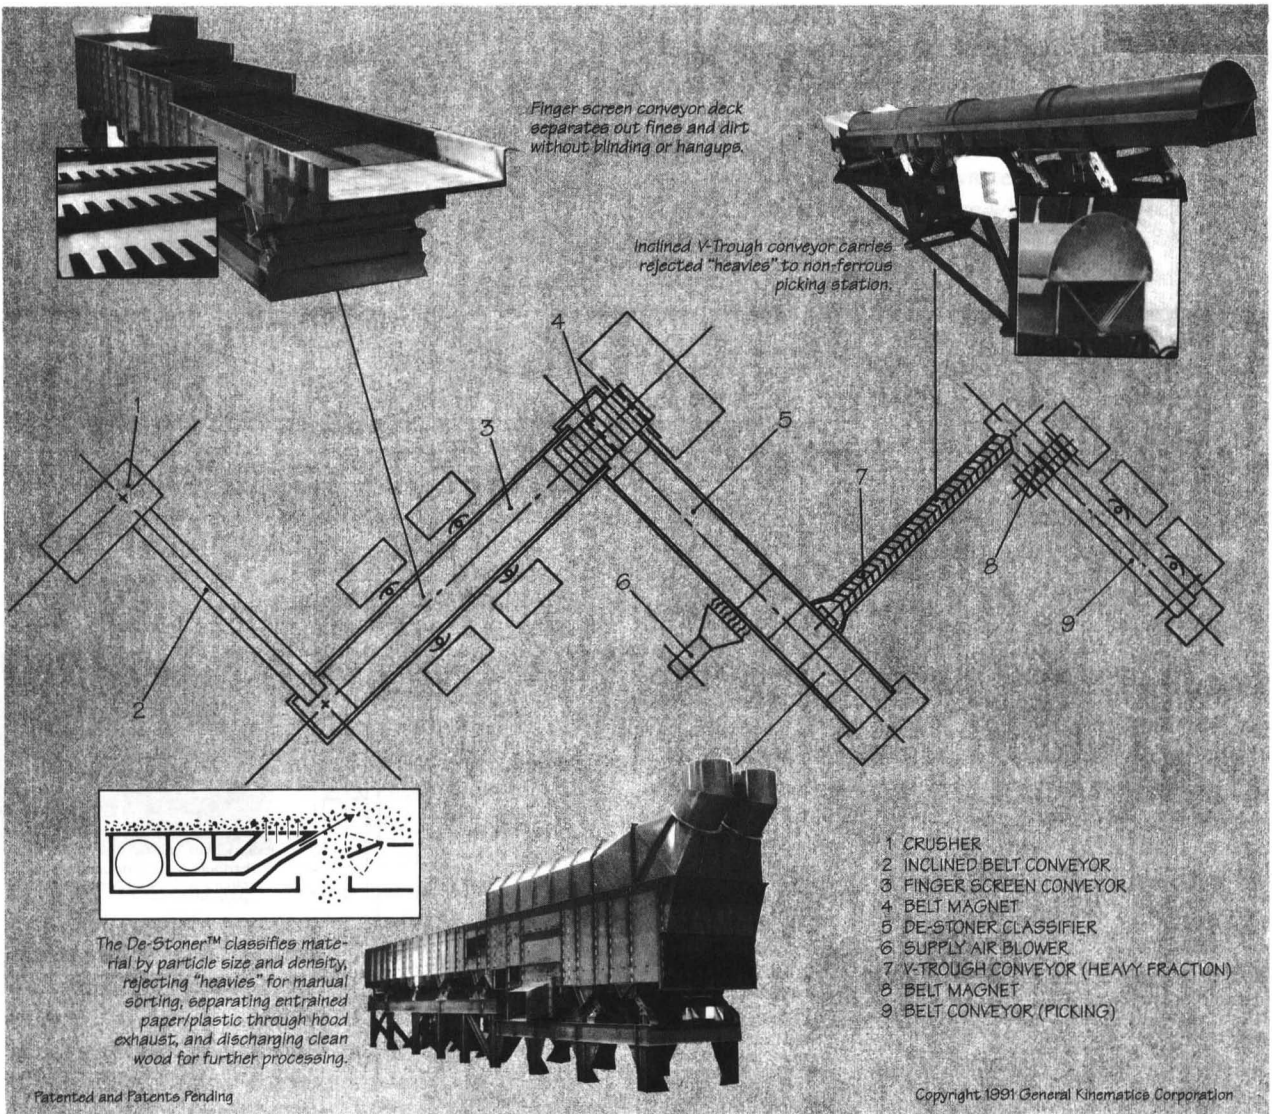 Finger screen conveyor deck
separates out fines and dirt
without blinding or hangups.
Inclined V-Trough conveyor carries
rejected "heavies" to non-ferrous
picking station.
4
1
3
5
7
6
8
9
2
The De-Stoner™ classifies mate-
rial by particle size and density,
rejecting "heavies" for manual
sorting, separating entrained
paper/plastic through hood
exhaust, and discharging clean
wood for further processing.
1 CRUSHER
2 INCLINED BELT CONVEYOR
3 FINGER SCREEN CONVEYOR
4 BELT MAGNET
5 DE-STONER CLASSIFIER
6 SUPPLY AIR BLOWER
7 V-TROUGH CONVEYOR (HEAVY FRACTION)
8 BELT MAGNET
9 BELT CONVEYOR (PICKING)
Patented and Patents Pending
Copyright 1991 General Kinematics Corporation